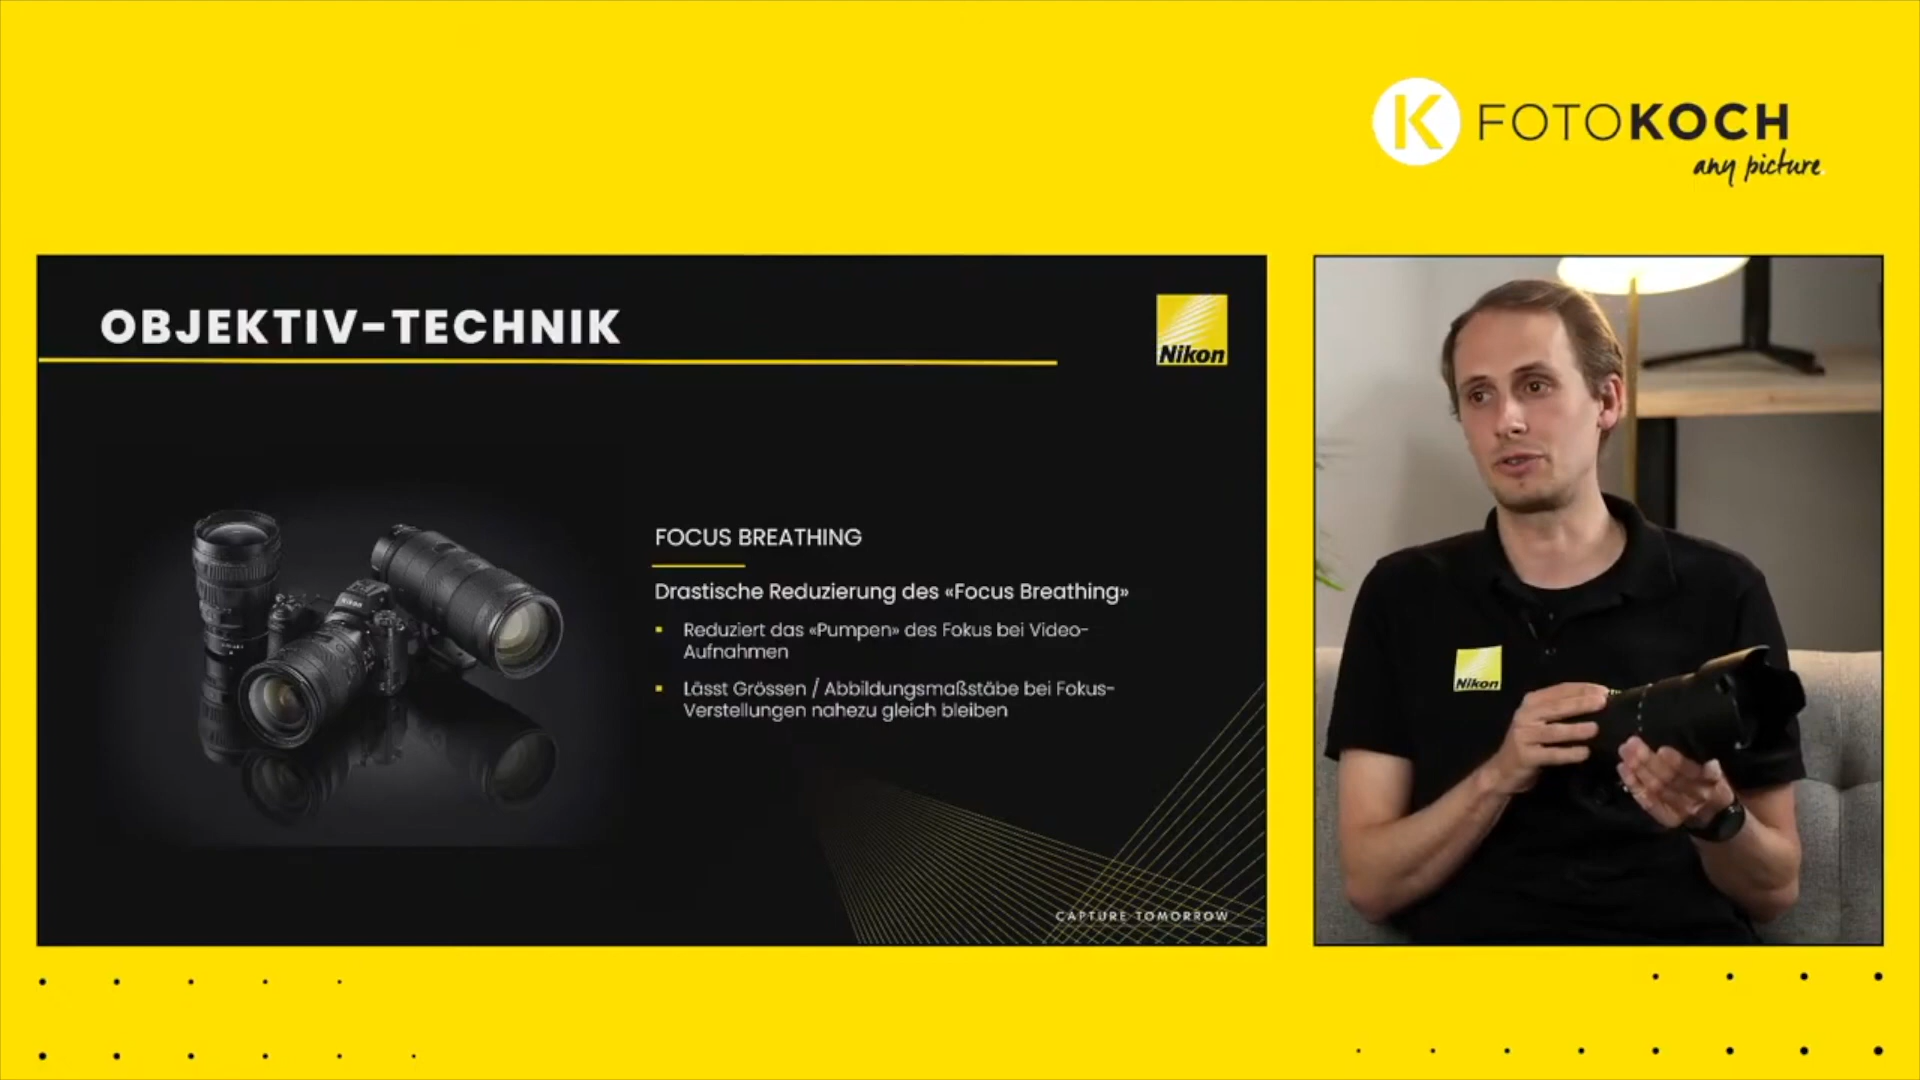 K FOTOKOCH
any picture.
OBJEKTIV-TECHNIK
Nikon
FOCUS BREATHING
Drastische Reduzierung des «Focus Breathing»
Reduziert das «Pumpen» des Fokus bei Video-
Aufnahmen
Lässt Grössen / Abbildungsmaßstäbe bei Fokus-
Verstellungen nahezu gleich bleiben
CAPTURE TOMORROW
Nikon
Nikon